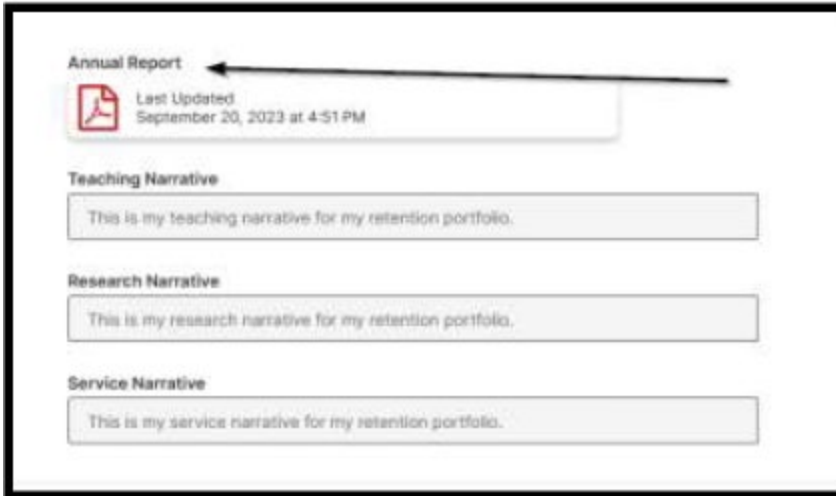 Annual Report
Last Updated
September 20, 2023 at 4:51 PM
Teaching Narrative
This is my teaching narrative for my retention portfolio.
Research Narrative
This is my research narrative for my retention portfolio.
Service Narrative
This is my service narrative for my retention portfolio.